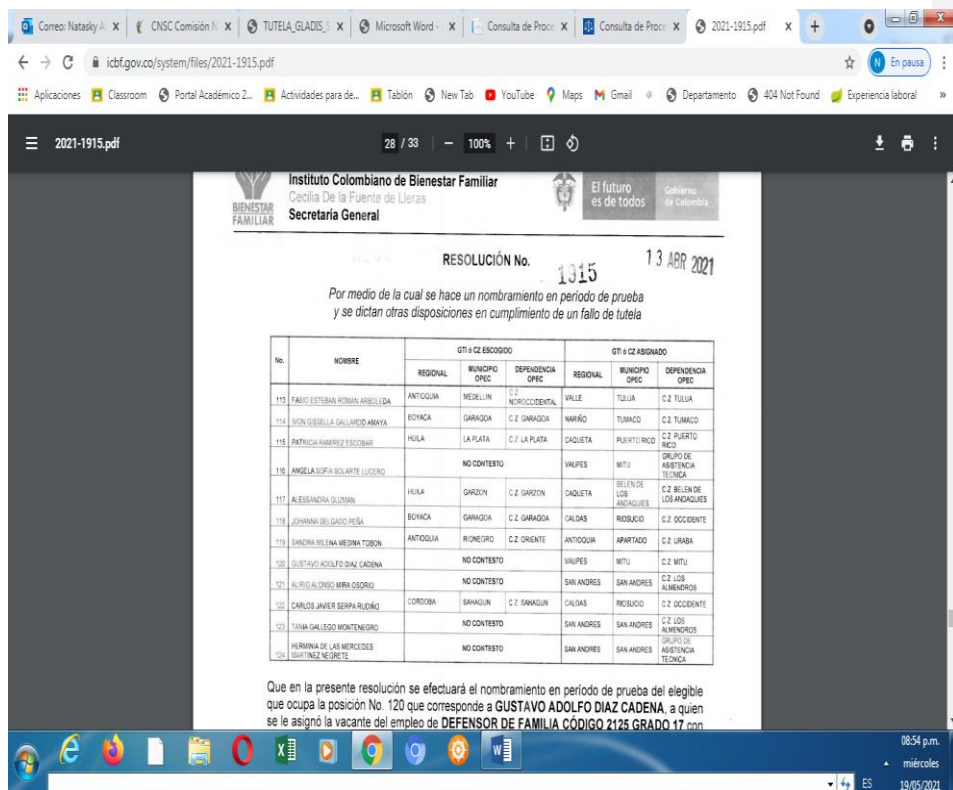 Correo: Natasky A
CNSC Comisión N
TUTELA_GLADIS_S
Microsoft Word -
Consulta de Proce
Consulta de Proce
2021-1915.pdf
icbf.gov.co/system/files/2021-1915.pdf
N En pausa
Aplicaciones Classroom Portal Académico 2... Actividades para de... Tablón New Tab YouTube Maps Gmail Departamento 404 Not Found Experiencia laboral »
2021-1915.pdf 28 / 33 − 100% +
BIENESTAR FAMILIAR
Instituto Colombiano de Bienestar Familiar
Cecilia De la Fuente de Lleras
Secretaría General
El futuro es de todos
Gobierno de Colombia
RESOLUCIÓN No. 1915 13 ABR 2021
Por medio de la cual se hace un nombramiento en periodo de prueba
y se dictan otras disposiciones en cumplimiento de un fallo de tutela
No. NOMBRE GTI ó CZ ESCOGIDO GTI ó CZ ASIGNADO
REGIONAL MUNICIPIO OPEC DEPENDENCIA OPEC REGIONAL MUNICIPIO OPEC DEPENDENCIA OPEC
113 FABIO ESTEBAN ROMAN ARBOLEDA ANTIOQUIA MEDELLIN C.Z. NOROCCIDENTAL VALLE TULUA C.Z TULUA
114 IVON GISSELLA GALLARDO AMAYA BOYACA GARAGOA C.Z. GARAGOA NARIÑO TUMACO C.Z. TUMACO
115 PATRICIA RAMIREZ ESCOBAR HUILA LA PLATA C.Z LA PLATA CAQUETA PUERTO RICO C.Z PUERTO RICO
116 ANGELA SOFIA SOLARTE LUCERO NO CONTESTO VAUPES MITU GRUPO DE ASISTENCIA TECNICA
117 ALESSANDRA GUZMAN HUILA GARZON C.Z GARZON CAQUETA BELEN DE LOS ANDAQUIES C.Z BELEN DE LOS ANDAQUIES
118 JOHANNA DELGADO PEÑA BOYACA GARAGOA C.Z. GARAGOA CALDAS RIOSUCIO C.Z. OCCIDENTE
119 SANDRA MILENA MEDINA TOBON ANTIOQUIA RIONEGRO C.Z. ORIENTE ANTIOQUIA APARTADO C.Z. URABA
120 GUSTAVO ADOLFO DIAZ CADENA NO CONTESTO VAUPES MITU C.Z MITU
121 ALIRIO ALONSO MIRA OSORIO NO CONTESTO SAN ANDRES SAN ANDRES C.Z LOS ALMENDROS
122 CARLOS JAVIER SERPA RUDIÑO CORDOBA SAHAGUN C.Z SAHAGUN CALDAS RIOSUCIO C.Z OCCIDENTE
123 TANIA GALLEGO MONTENEGRO NO CONTESTO SAN ANDRES SAN ANDRES C.Z LOS ALMENDROS
124 HERMINIA DE LAS MERCEDES MARTINEZ NEGRETE NO CONTESTO SAN ANDRES SAN ANDRES GRUPO DE ASISTENCIA TECNICA
Que en la presente resolución se efectuará el nombramiento en periodo de prueba del elegible
que ocupa la posición No. 120 que corresponde a GUSTAVO ADOLFO DIAZ CADENA, a quien
se le asignó la vacante del empleo de DEFENSOR DE FAMILIA CÓDIGO 2125 GRADO 17 con
08:54 p.m.
miércoles
ES 19/05/2021